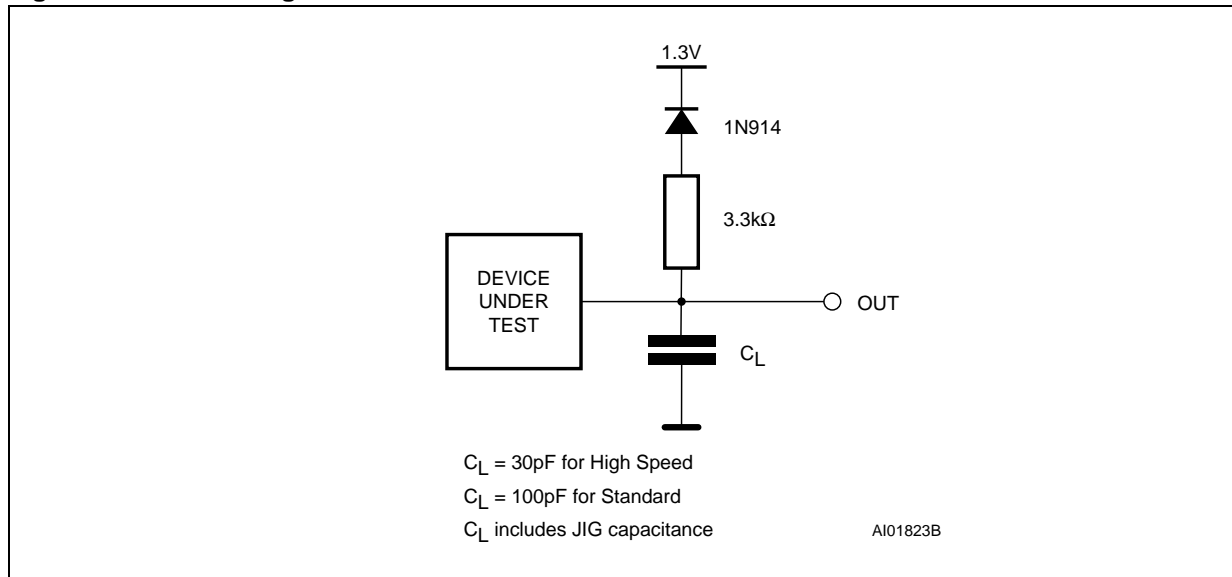 1.3V
1N914
3.3kΩ
DEVICE
UNDER
TEST
OUT
CL
CL = 30pF for High Speed
CL = 100pF for Standard
CL includes JIG capacitance
AI01823B